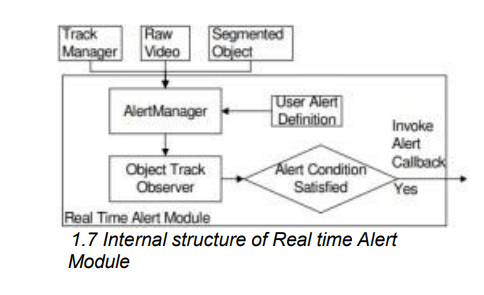 Track
Manager
Raw
Video
Segmented
Object
AlertManager
User Alert
Definition
Invoke
Alert
Callback
Object Track
Observer
Alert Condition
Satisfied
Yes
Real Time Alert Module
1.7 Internal structure of Real time Alert
Module